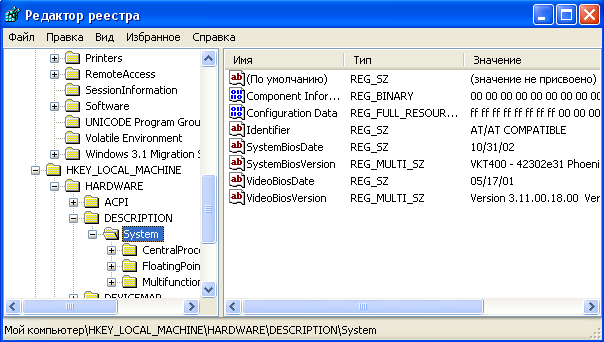 Редактор реестра
Файл Правка Вид Избранное Справка
Printers
RemoteAccess
SessionInformation
Software
UNICODE Program Grou
Volatile Environment
Windows 3.1 Migration S
HKEY_LOCAL_MACHINE
HARDWARE
ACPI
DESCRIPTION
System
CentralProce
FloatingPoin
Multifunction
DEVICEMAP
Имя Тип Значение
(По умолчанию) REG_SZ (значение не присвоено)
Component Infor... REG_BINARY 00 00 00 00 00 00 00 00
Configuration Data REG_FULL_RESOUR... ff ff ff ff ff ff ff ff 00 00 00
Identifier REG_SZ AT/AT COMPATIBLE
SystemBiosDate REG_SZ 10/31/02
SystemBiosVersion REG_MULTI_SZ VKT400 - 42302e31 Phoeni
VideoBiosDate REG_SZ 05/17/01
VideoBiosVersion REG_MULTI_SZ Version 3.11.00.18.00 Ver
Мой компьютер\HKEY_LOCAL_MACHINE\HARDWARE\DESCRIPTION\System